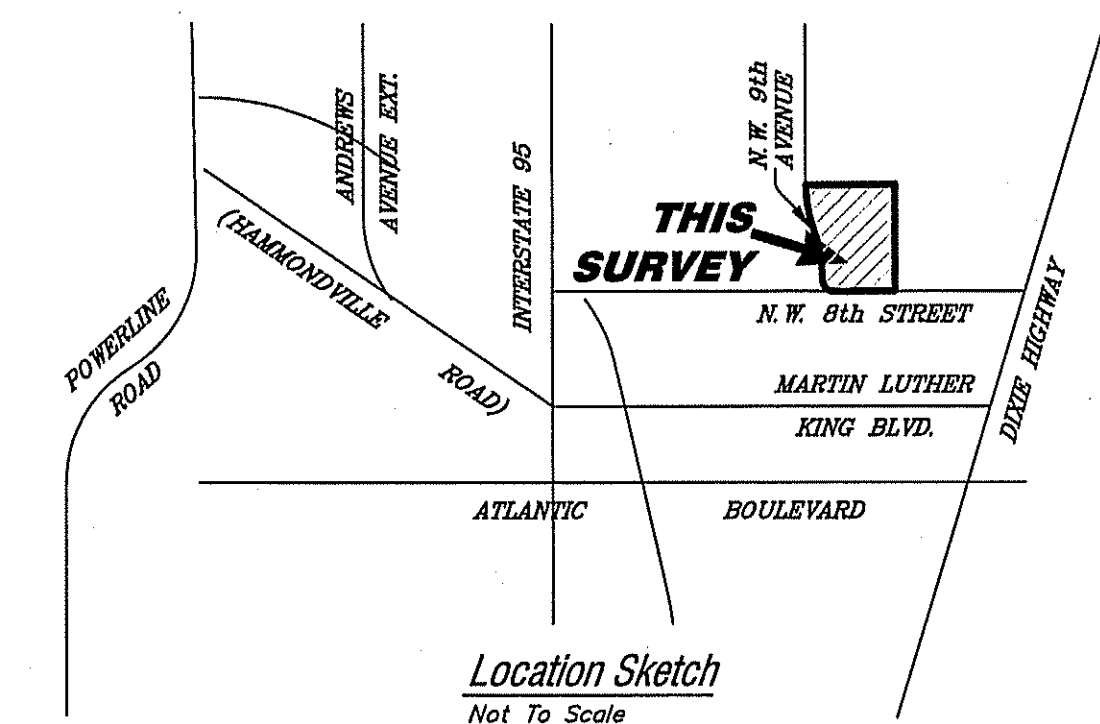 ANDREWS
AVENUE EXT.
INTERSTATE 95
N.W. 9th
AVENUE
THIS
SURVEY
(HAMMONDVILLE
ROAD)
POWERLINE
ROAD
N.W. 8th STREET
MARTIN LUTHER
KING BLVD.
DIXIE HIGHWAY
ATLANTIC BOULEVARD
Location Sketch
Not To Scale